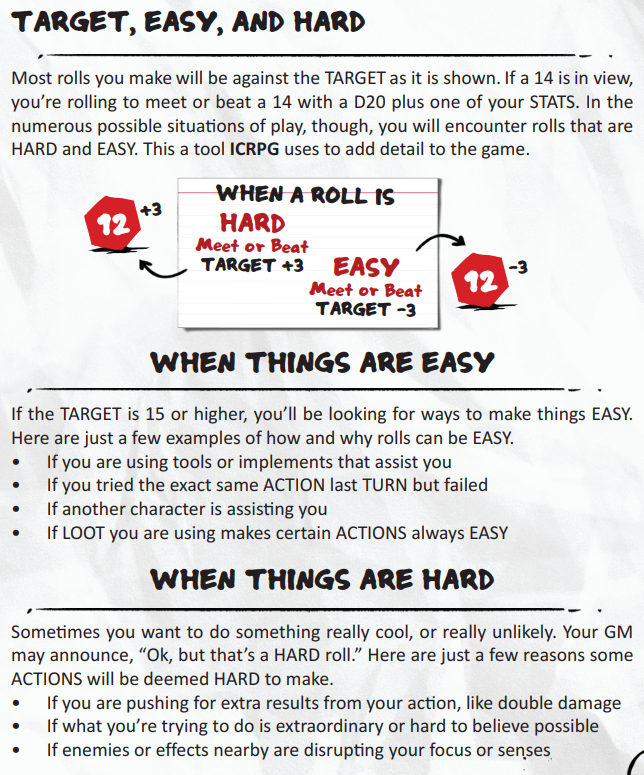 TARGET, EASY, AND HARD
Most rolls you make will be against the TARGET as it is shown. If a 14 is in view,
you're rolling to meet or beat a 14 with a D20 plus one of your STATS. In the
numerous possible situations of play, though, you will encounter rolls that are
HARD and EASY. This a tool ICRPG uses to add detail to the game.
12 +3
WHEN A ROLL IS
HARD
Meet or Beat
TARGET +3
EASY
Meet or Beat
TARGET -3
12 -3
WHEN THINGS ARE EASY
If the TARGET is 15 or higher, you'll be looking for ways to make things EASY.
Here are just a few examples of how and why rolls can be EASY.
• If you are using tools or implements that assist you
• If you tried the exact same ACTION last TURN but failed
• If another character is assisting you
• If LOOT you are using makes certain ACTIONS always EASY
WHEN THINGS ARE HARD
Sometimes you want to do something really cool, or really unlikely. Your GM
may announce, “Ok, but that's a HARD roll.” Here are just a few reasons some
ACTIONS will be deemed HARD to make.
• If you are pushing for extra results from your action, like double damage
• If what you're trying to do is extraordinary or hard to believe possible
• If enemies or effects nearby are disrupting your focus or senses